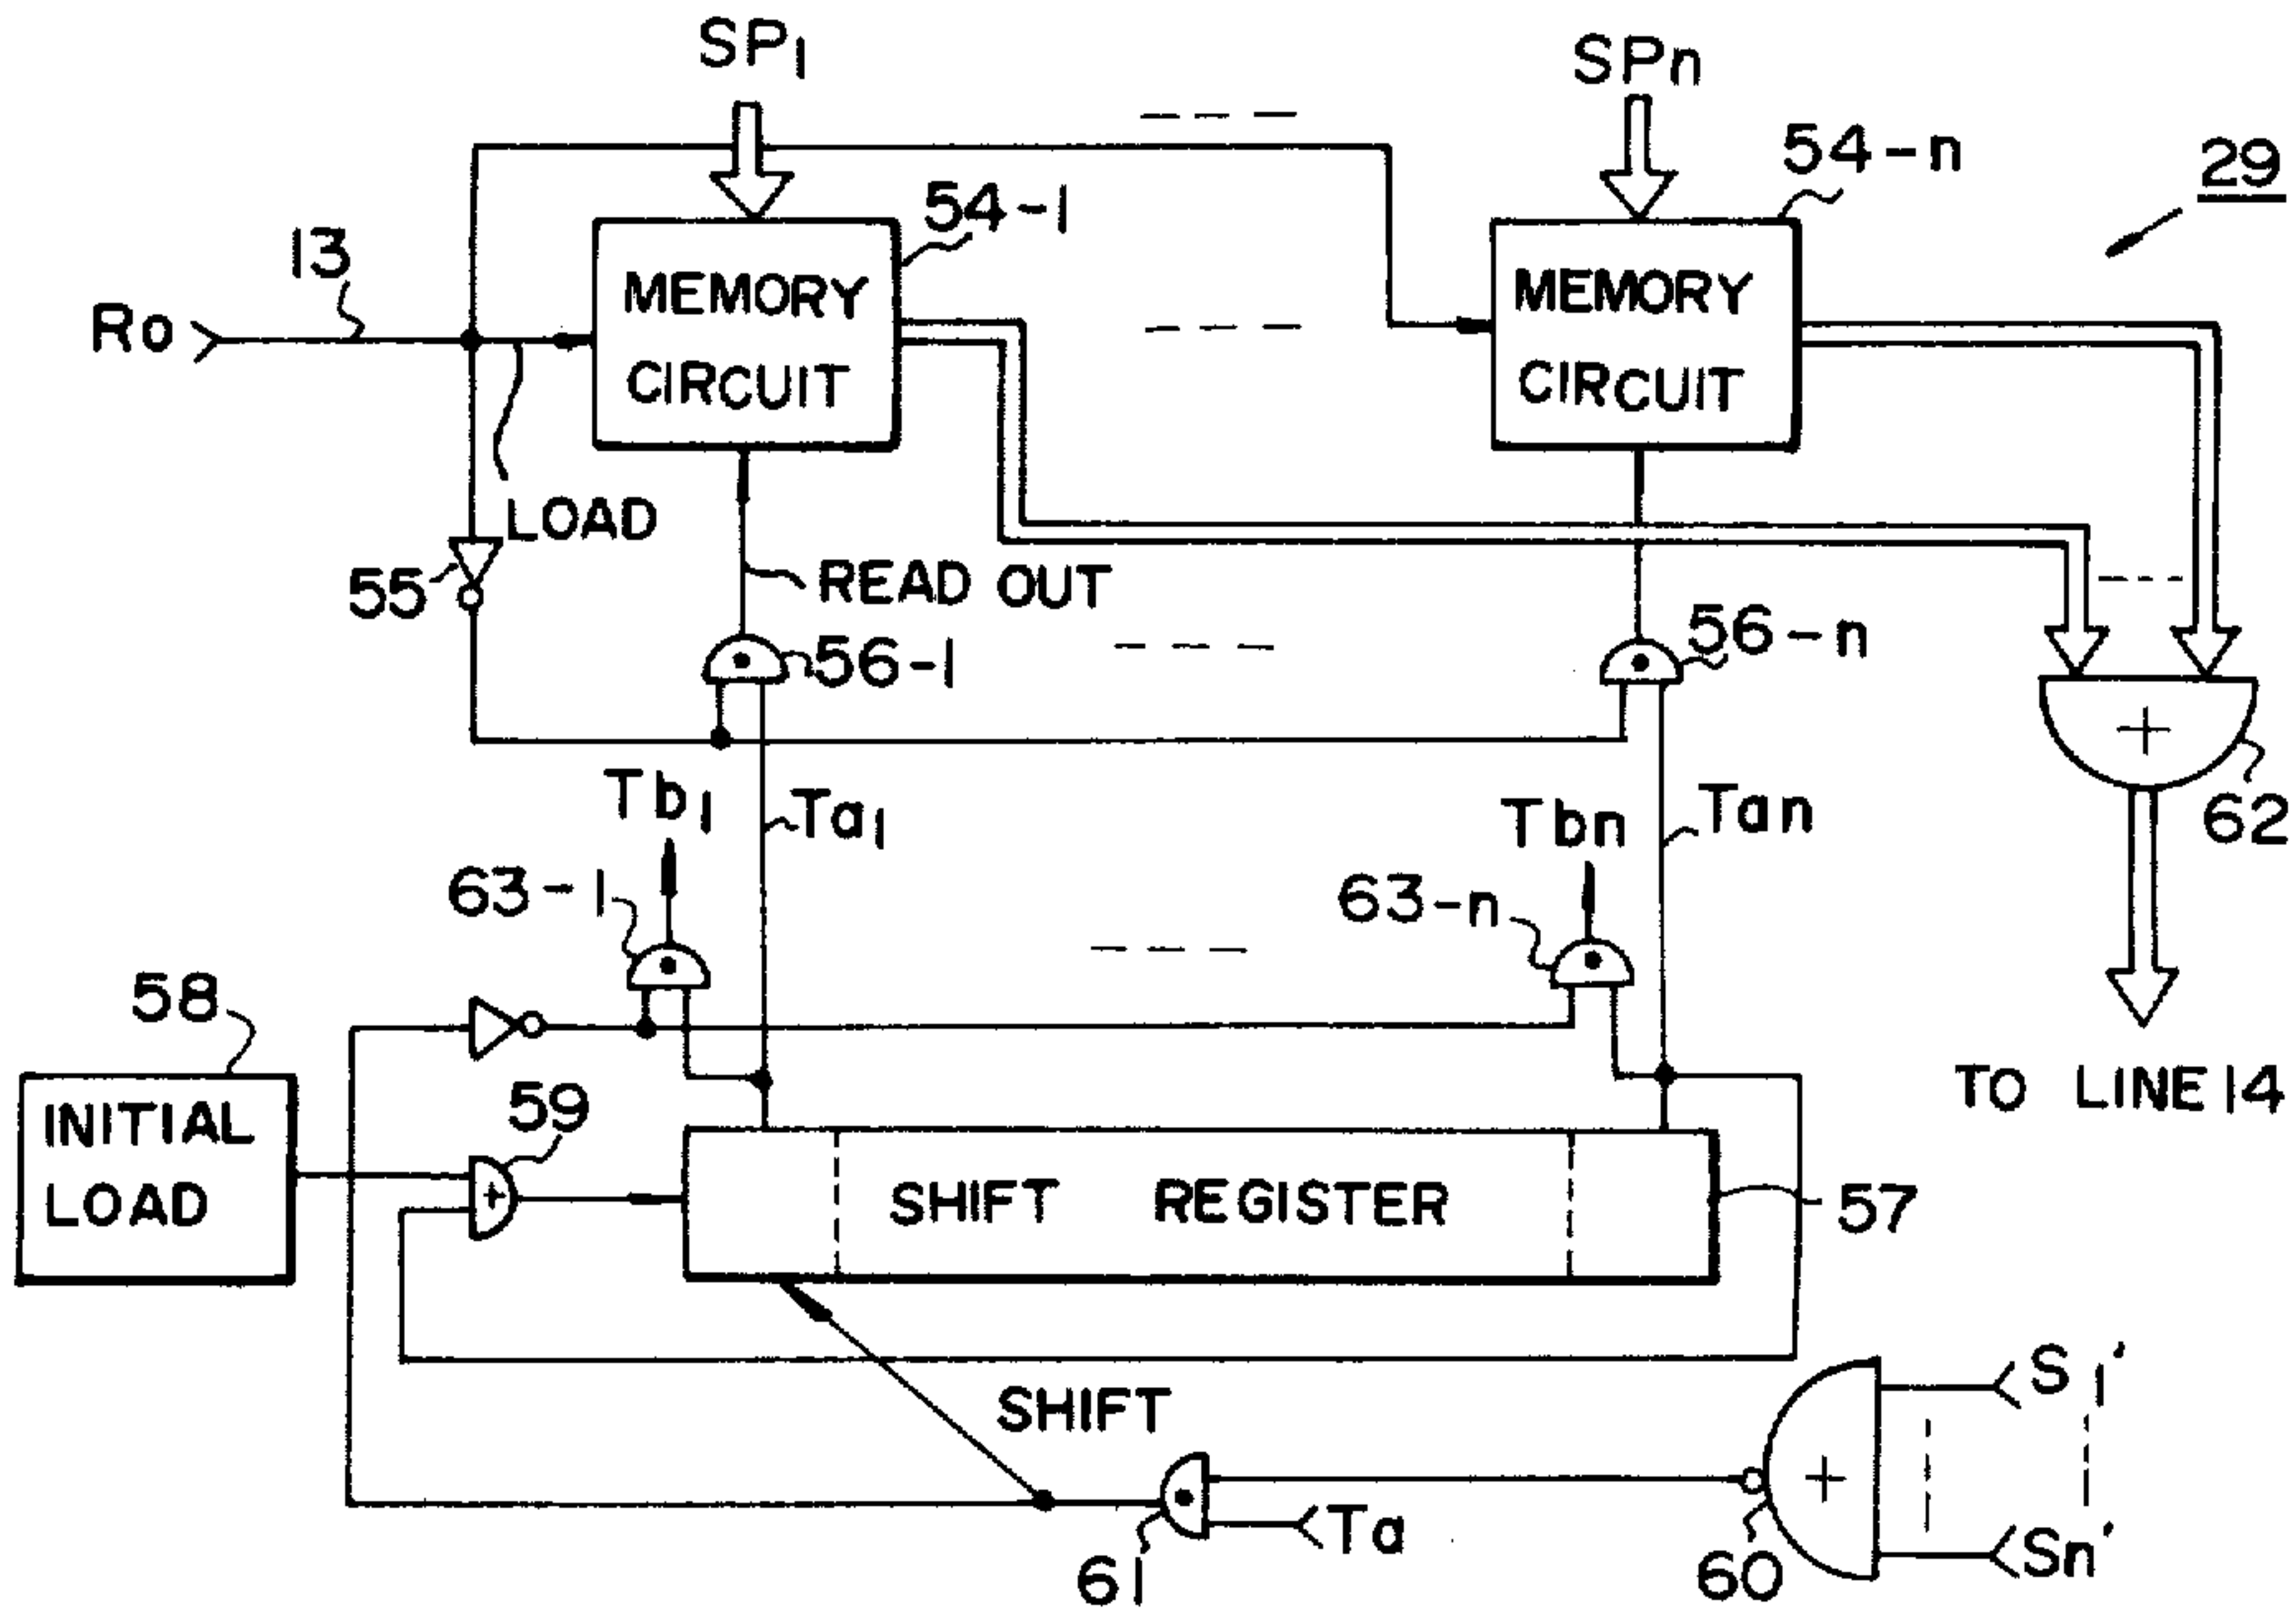 SP1
SPn
54-1
54-n
29
13
Ro
MEMORY
CIRCUIT
MEMORY
CIRCUIT
LOAD
55
READ OUT
56-1
56-n
62
Tb1
Ta1
Tbn
Tan
63-1
63-n
58
59
INITIAL
LOAD
SHIFT REGISTER
57
TO LINE 14
SHIFT
S1'
Ta
61
60
Sn'